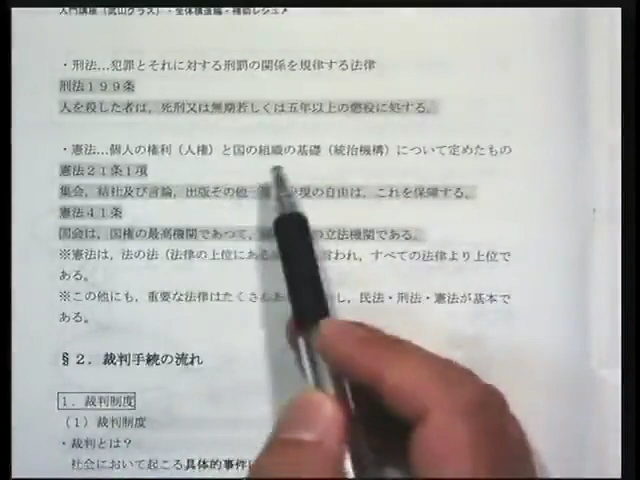 入門講座（武山クラス）・全体構造編・補助レジュメ
・刑法…犯罪とそれに対する刑罰の関係を規律する法律
刑法１９９条
人を殺した者は、死刑又は無期若しくは五年以上の懲役に処する。
・憲法…個人の権利（人権）と国の組織の基礎（統治機構）について定めたもの
憲法２１条１項
集会、結社及び言論、出版その他一 表現の自由は、これを保障する。
憲法４１条
国会は、国権の最高機関であつて、 の立法機関である。
※憲法は、法の法（法律の上位にある 言われ、すべての法律より上位で
ある。
※この他にも、重要な法律はたくさん し、民法・刑法・憲法が基本で
ある。
§２．裁判手続の流れ
１．裁判制度
（１）裁判制度
・裁判とは？
社会において起こる具体的事件